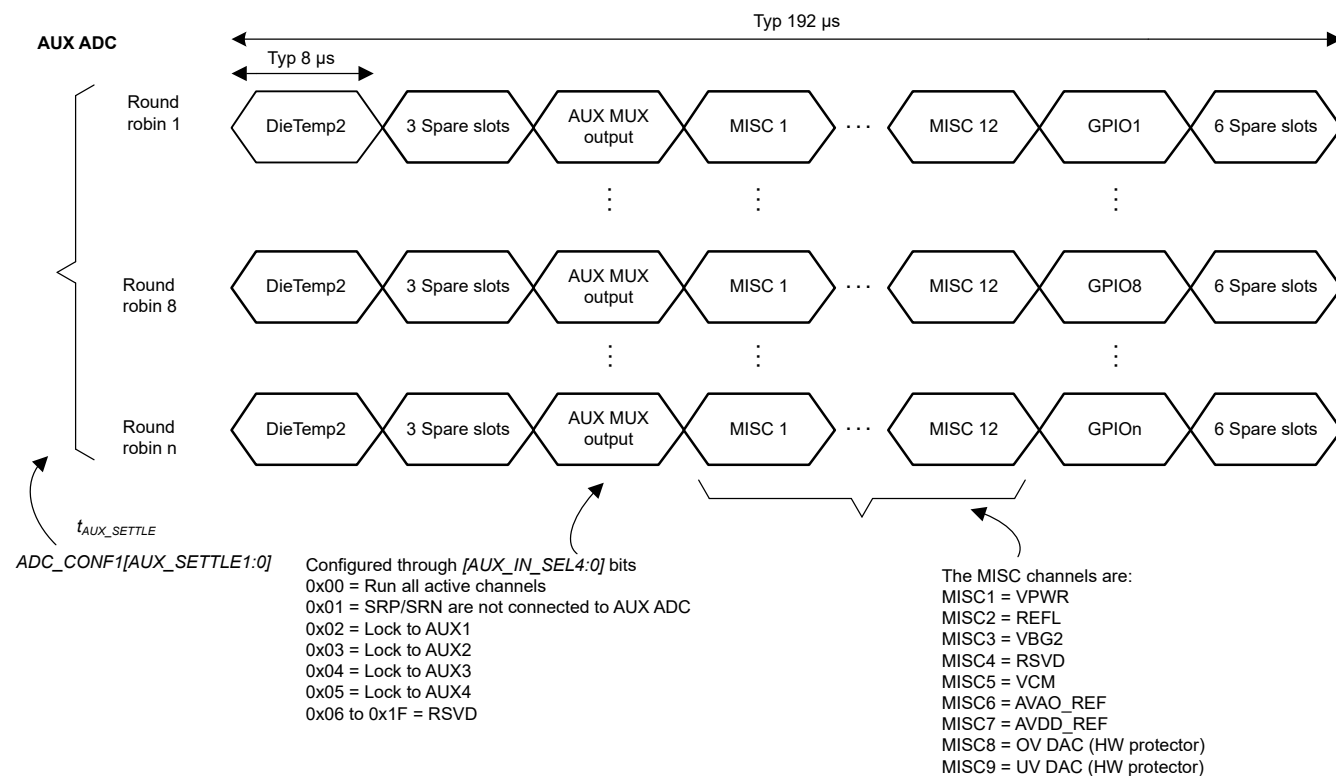 AUX ADC
Typ 192 µs
Typ 8 µs
Round
robin 1
DieTemp2
3 Spare slots
AUX MUX
output
MISC 1
...
MISC 12
GPIO1
6 Spare slots
Round
robin 8
DieTemp2
3 Spare slots
AUX MUX
output
MISC 1
...
MISC 12
GPIO8
6 Spare slots
Round
robin n
DieTemp2
3 Spare slots
AUX MUX
output
MISC 1
...
MISC 12
GPIOn
6 Spare slots
tAUX_SETTLE
ADC_CONF1[AUX_SETTLE1:0]
Configured through [AUX_IN_SEL4:0] bits
0x00 = Run all active channels
0x01 = SRP/SRN are not connected to AUX ADC
0x02 = Lock to AUX1
0x03 = Lock to AUX2
0x04 = Lock to AUX3
0x05 = Lock to AUX4
0x06 to 0x1F = RSVD
The MISC channels are:
MISC1 = VPWR
MISC2 = REFL
MISC3 = VBG2
MISC4 = RSVD
MISC5 = VCM
MISC6 = AVAO_REF
MISC7 = AVDD_REF
MISC8 = OV DAC (HW protector)
MISC9 = UV DAC (HW protector)